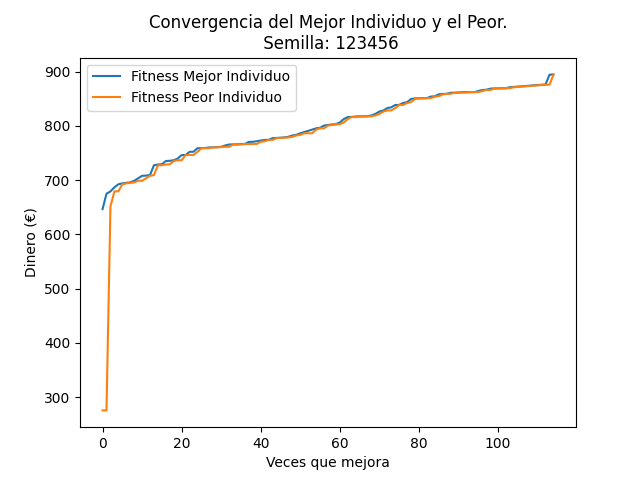 Convergencia del Mejor Individuo y el Peor.
Semilla: 123456
Fitness Mejor Individuo
Fitness Peor Individuo
Dinero (€)
900
800
700
600
500
400
300
0 20 40 60 80 100
Veces que mejora